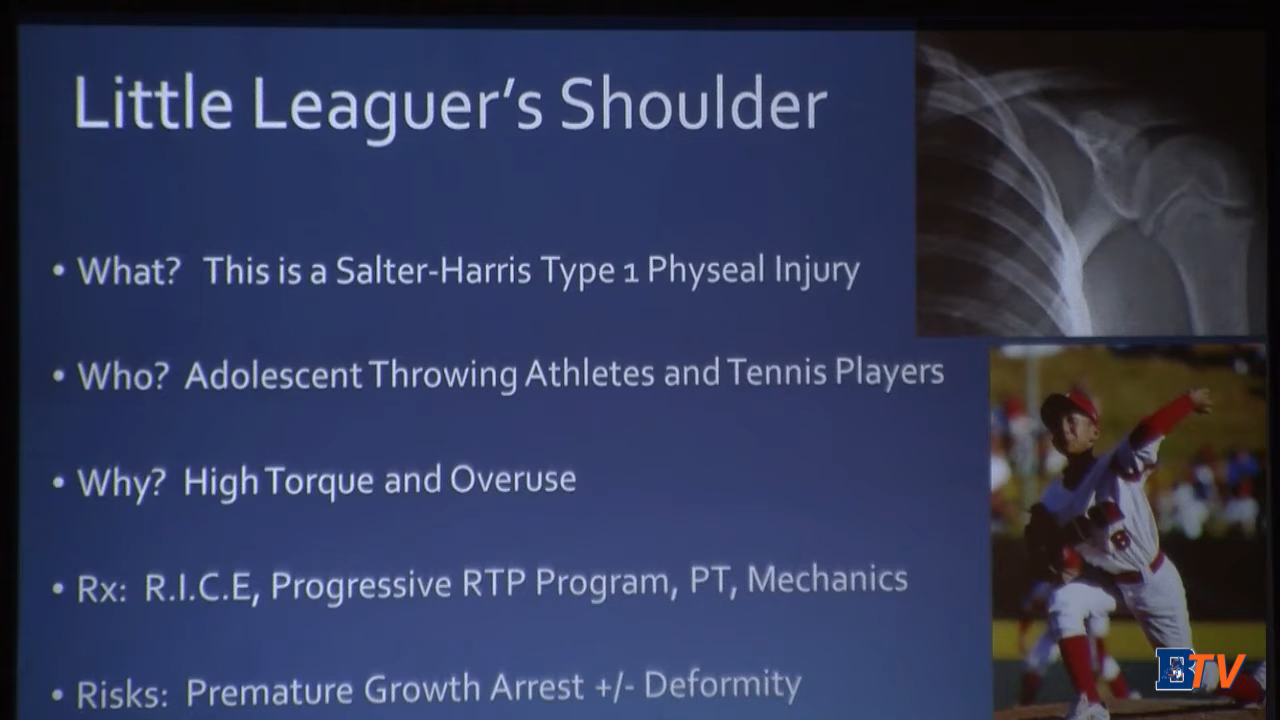 Little Leaguer's Shoulder
• What? This is a Salter-Harris Type 1 Physeal Injury
• Who? Adolescent Throwing Athletes and Tennis Players
• Why? High Torque and Overuse
• Rx: R.I.C.E, Progressive RTP Program, PT, Mechanics
• Risks: Premature Growth Arrest +/- Deformity
8
BTV